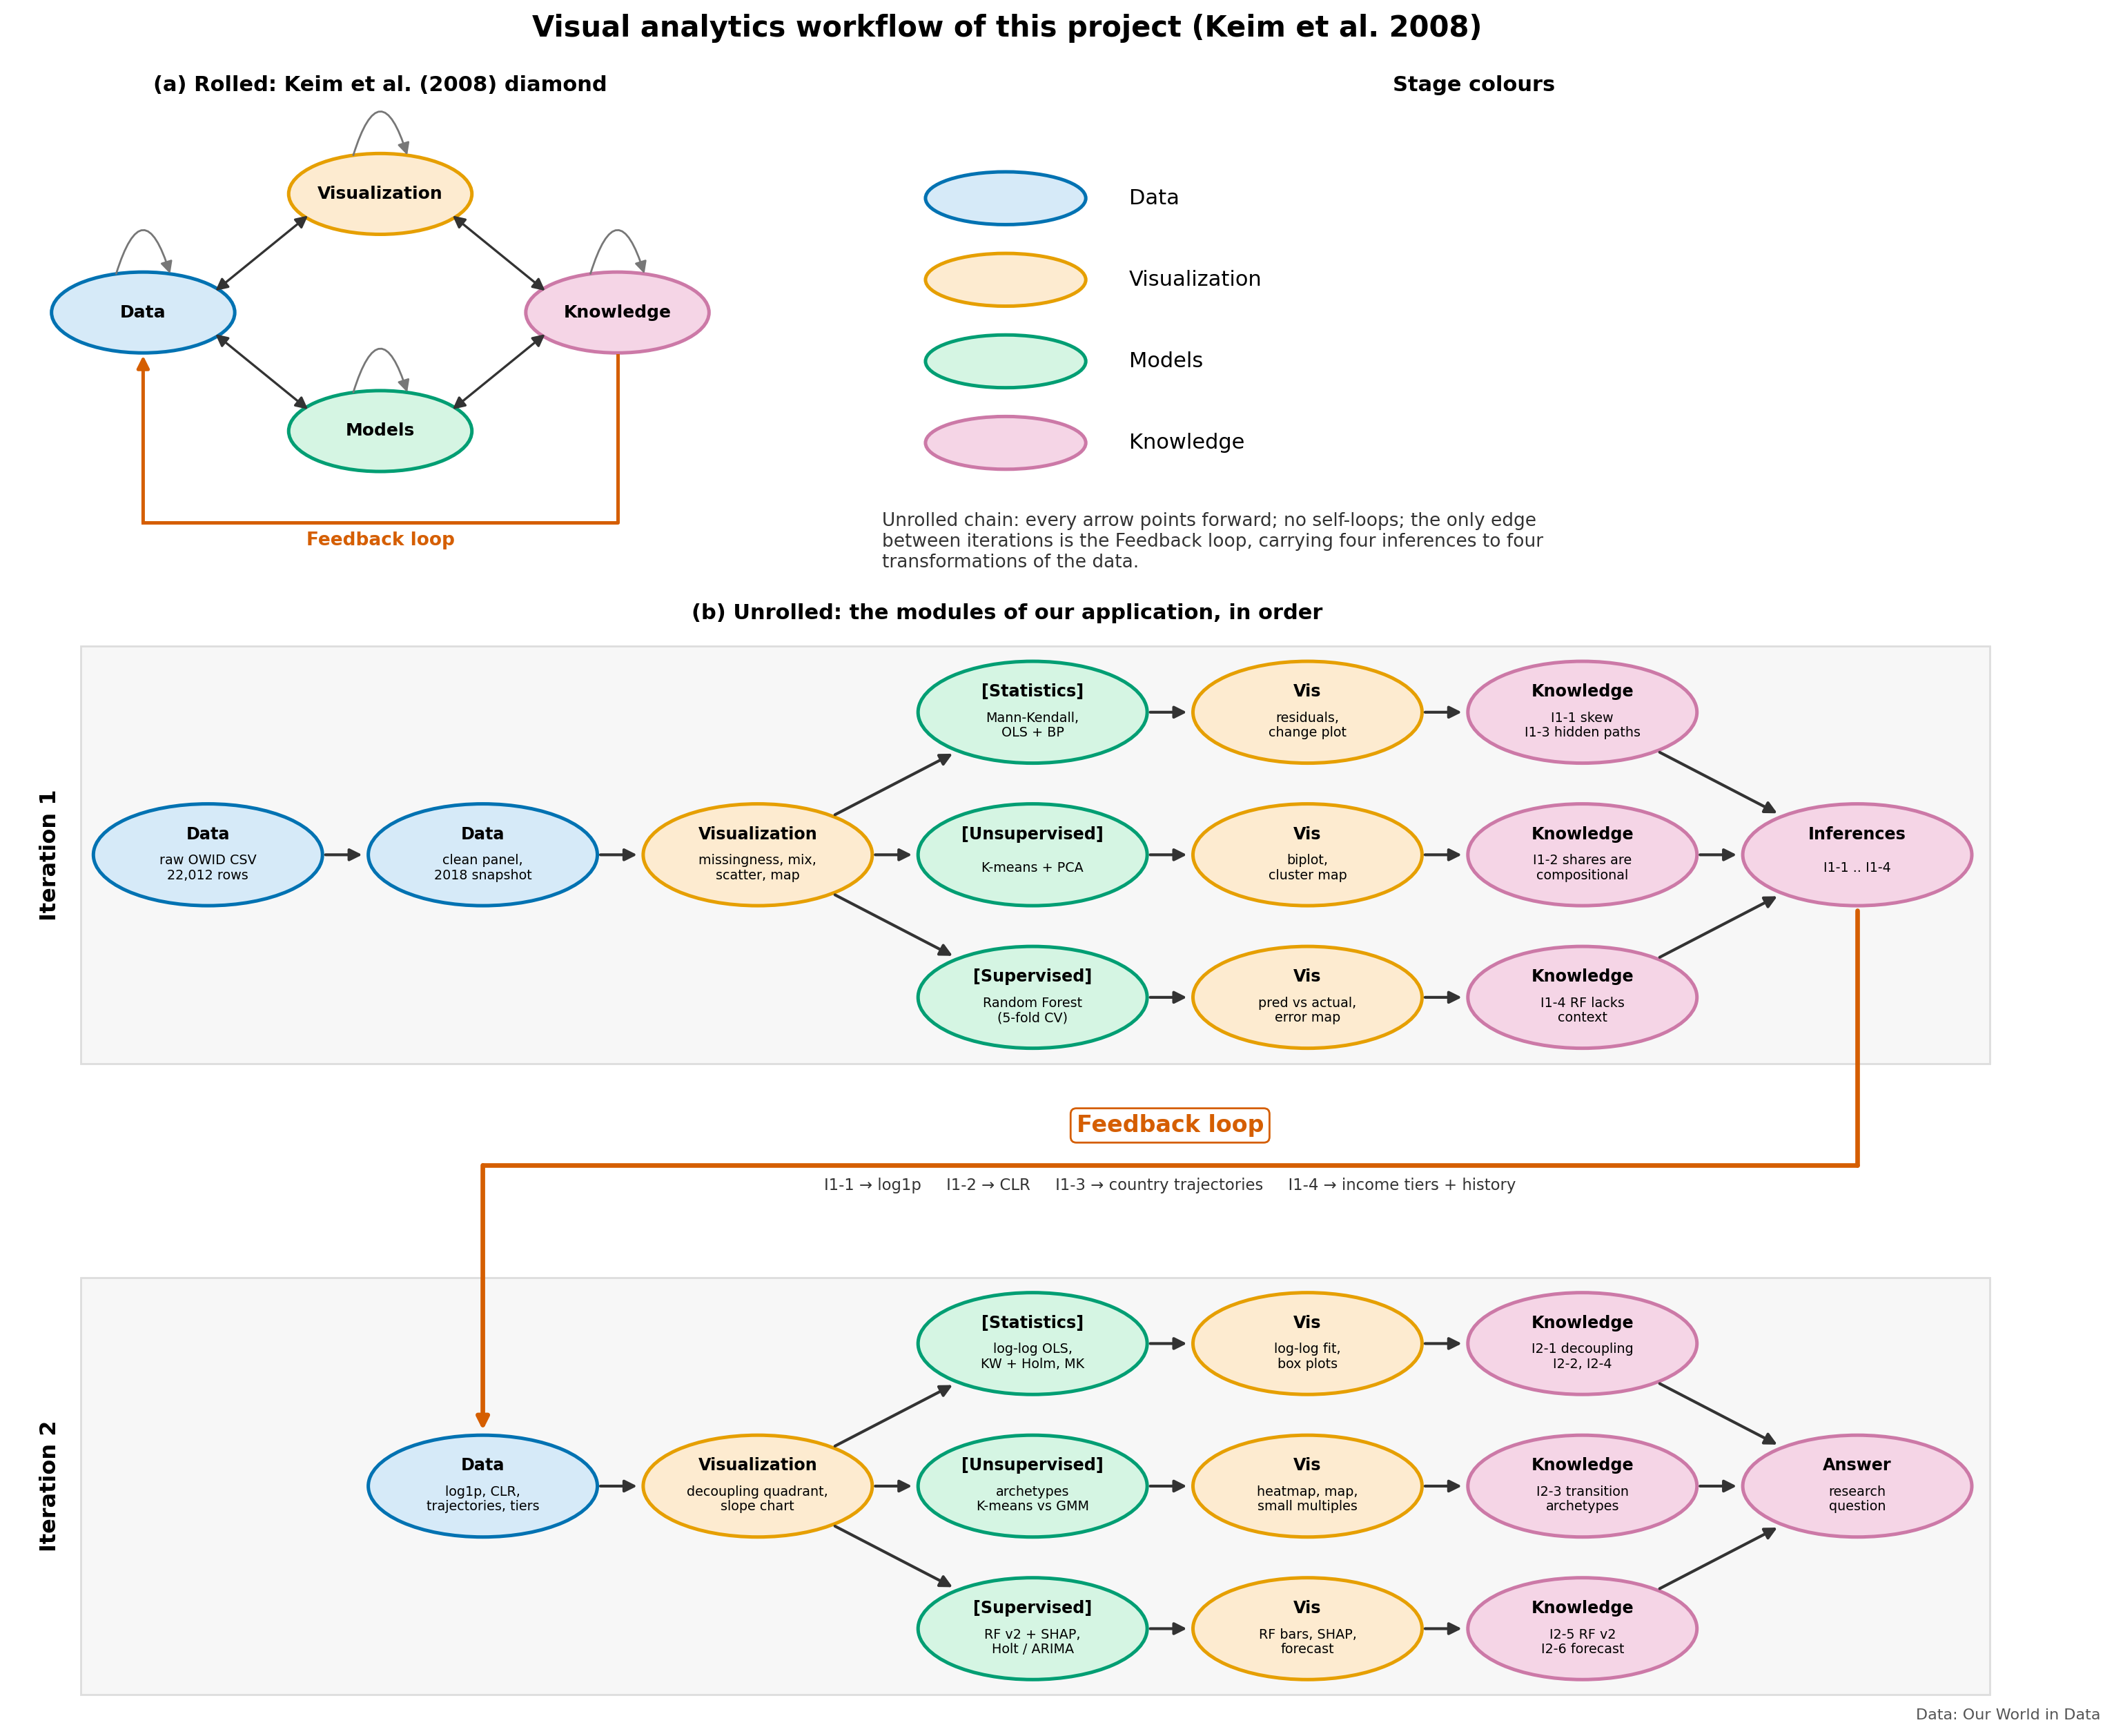 Visual analytics workflow of this project (Keim et al. 2008)
(a) Rolled: Keim et al. (2008) diamond
Visualization
Data
Knowledge
Models
Feedback loop
Stage colours
Data
Visualization
Models
Knowledge
Unrolled chain: every arrow points forward; no self-loops; the only edge
between iterations is the Feedback loop, carrying four inferences to four
transformations of the data.
(b) Unrolled: the modules of our application, in order
Iteration 1
Data
raw OWID CSV
22,012 rows
Data
clean panel,
2018 snapshot
Visualization
missingness, mix,
scatter, map
[Statistics]
Mann-Kendall,
OLS + BP
Vis
residuals,
change plot
Knowledge
I1-1 skew
I1-3 hidden paths
[Unsupervised]
K-means + PCA
Vis
biplot,
cluster map
Knowledge
I1-2 shares are
compositional
[Supervised]
Random Forest
(5-fold CV)
Vis
pred vs actual,
error map
Knowledge
I1-4 RF lacks
context
Inferences
I1-1 .. I1-4
Feedback loop
I1-1 → log1p I1-2 → CLR I1-3 → country trajectories I1-4 → income tiers + history
Iteration 2
Data
log1p, CLR,
trajectories, tiers
Visualization
decoupling quadrant,
slope chart
[Statistics]
log-log OLS,
KW + Holm, MK
Vis
log-log fit,
box plots
Knowledge
I2-1 decoupling
I2-2, I2-4
[Unsupervised]
archetypes
K-means vs GMM
Vis
heatmap, map,
small multiples
Knowledge
I2-3 transition
archetypes
[Supervised]
RF v2 + SHAP,
Holt / ARIMA
Vis
RF bars, SHAP,
forecast
Knowledge
I2-5 RF v2
I2-6 forecast
Answer
research
question
Data: Our World in Data